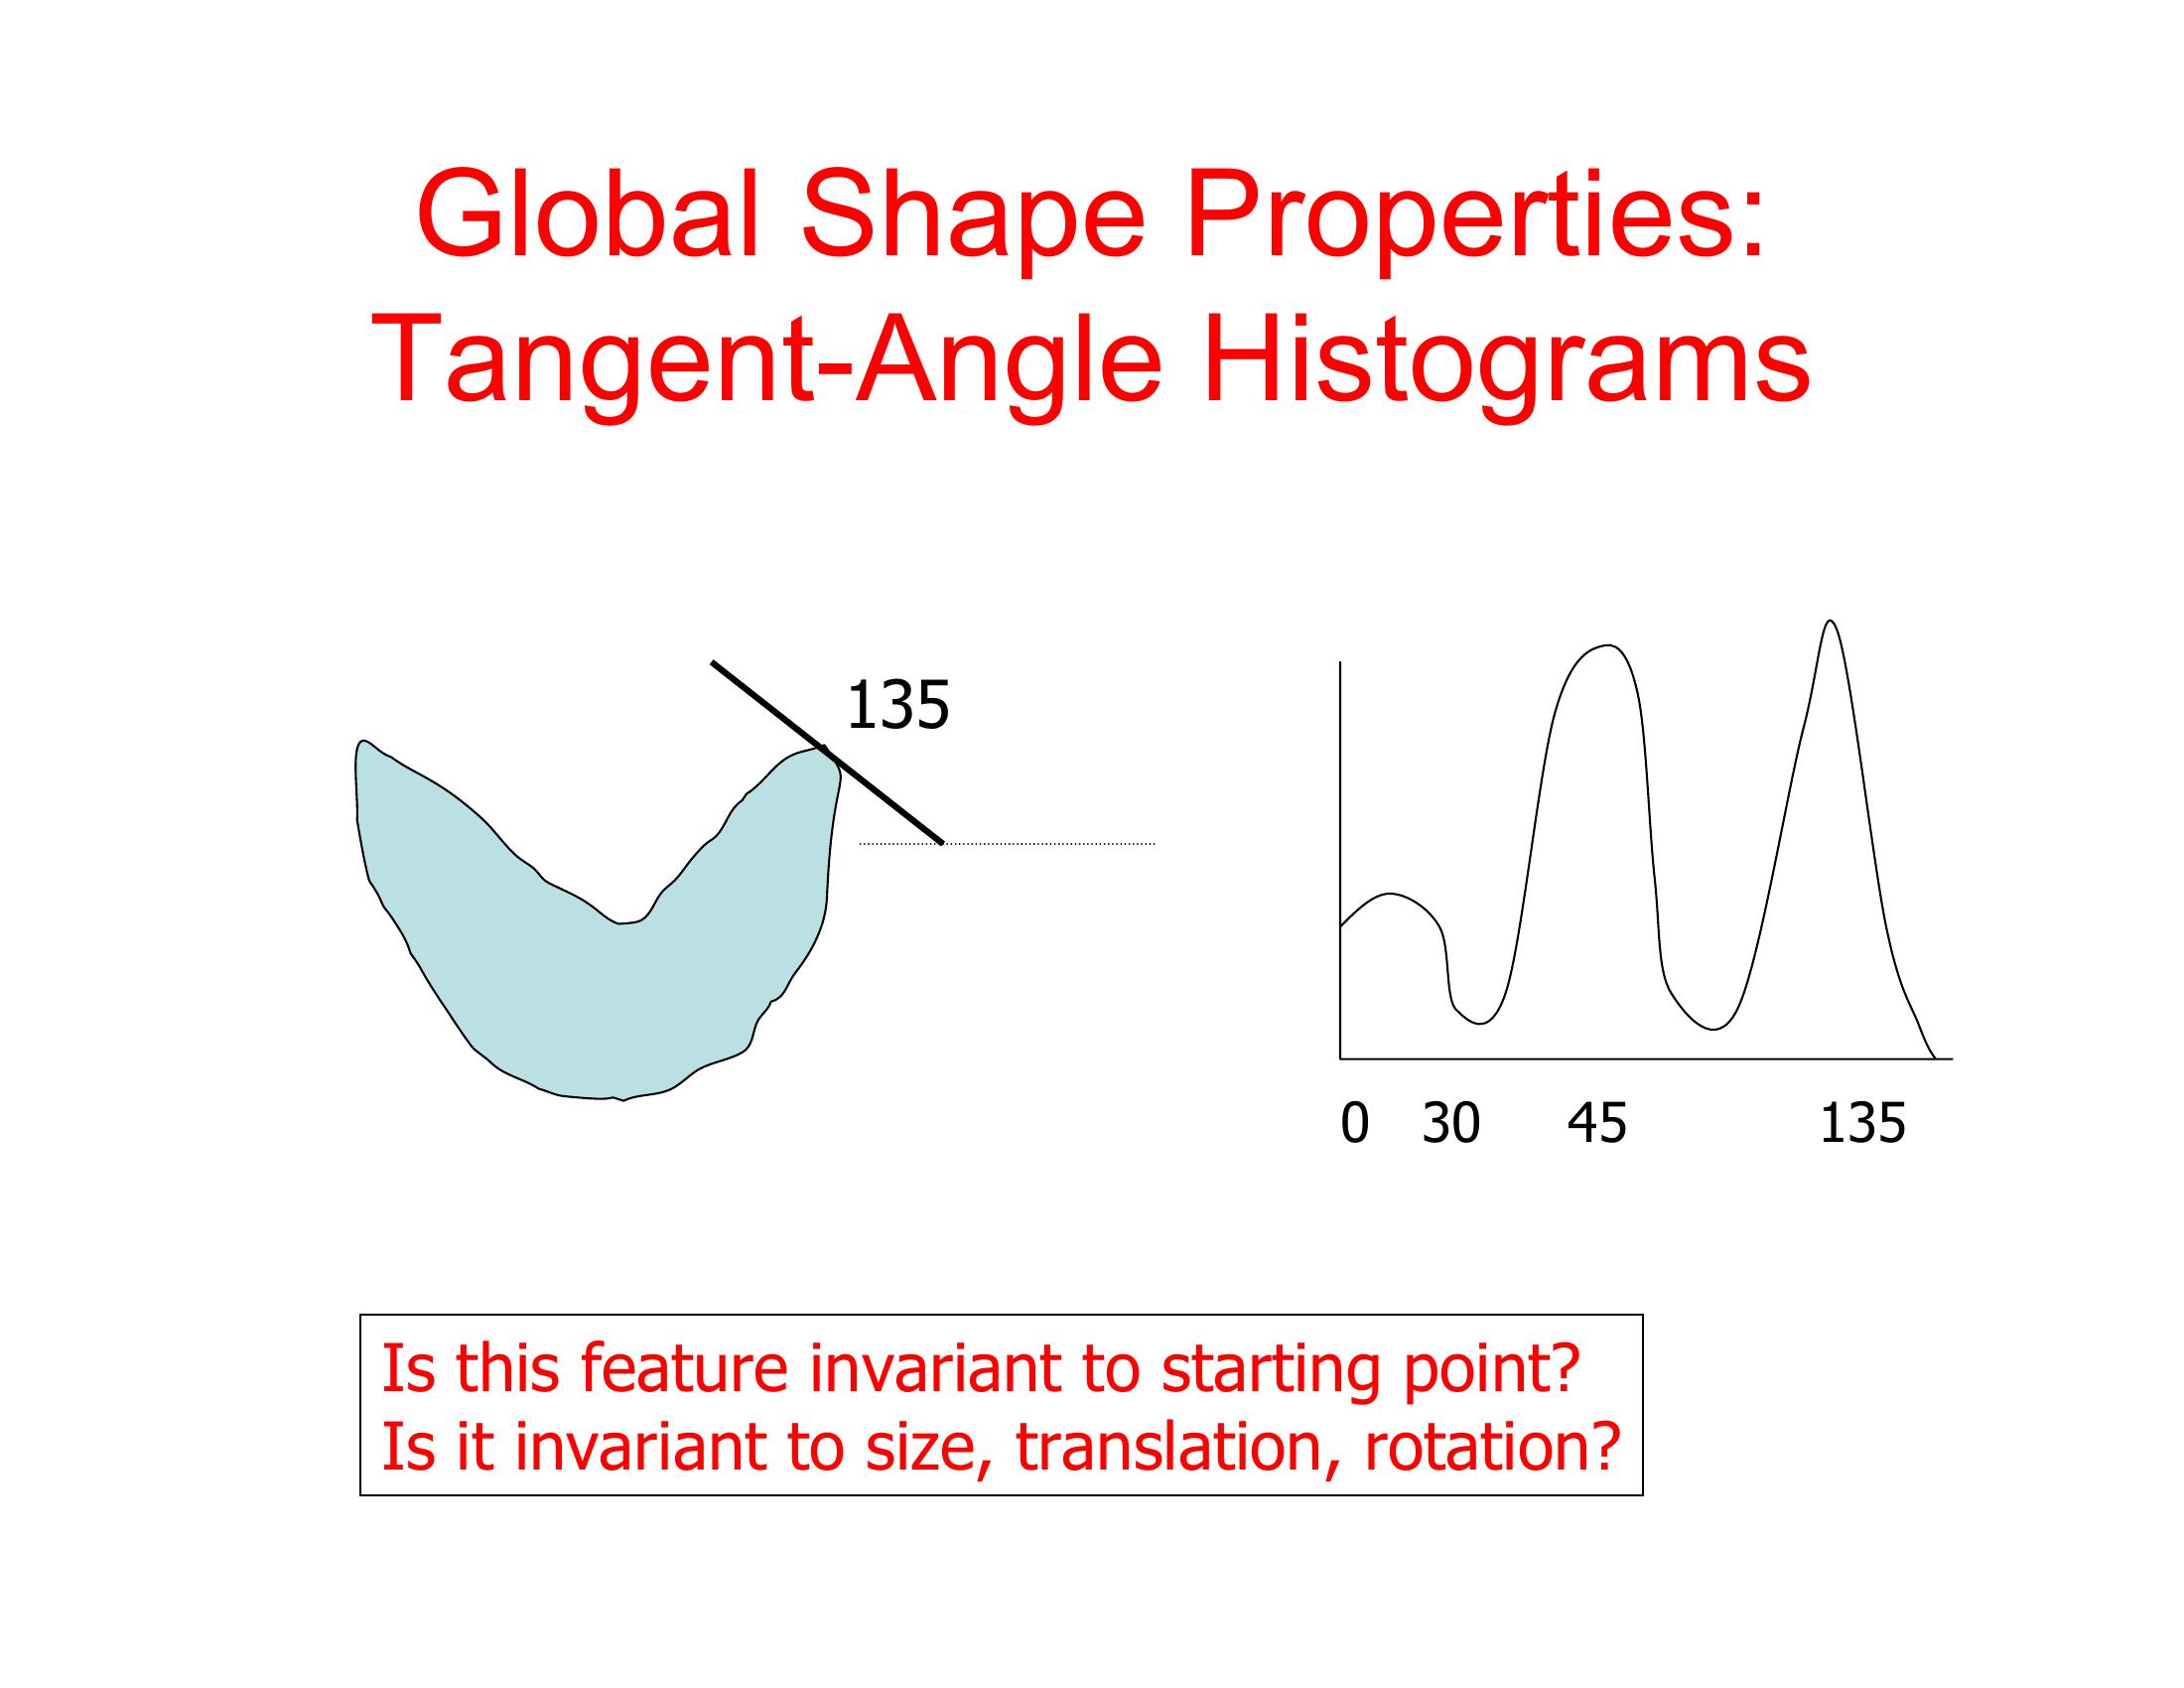 Global Shape Properties:
Tangent-Angle Histograms
135
0 30 45 135
Is this feature invariant to starting point?
Is it invariant to size, translation, rotation?